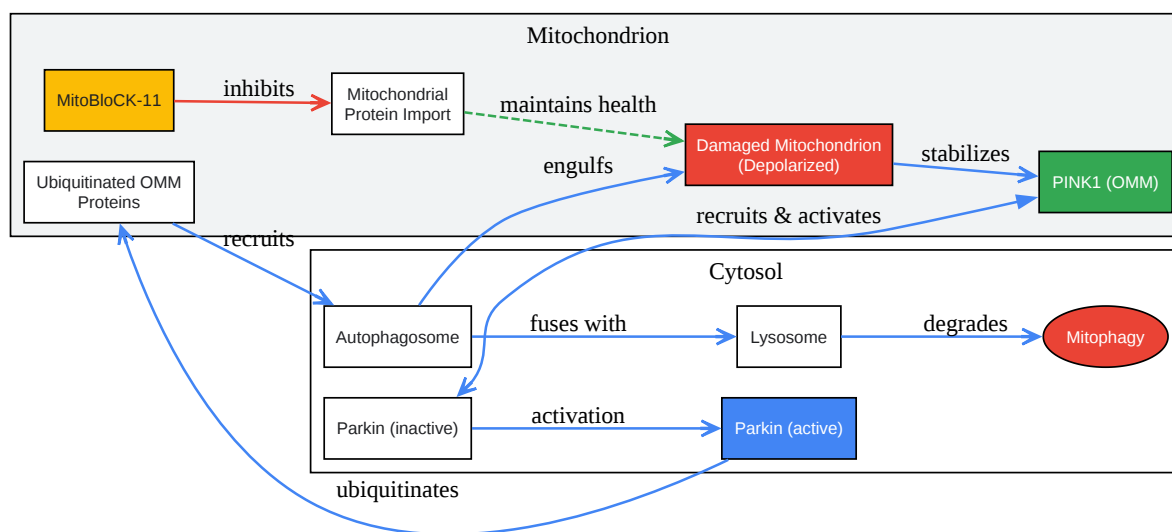 Mitochondrion
MitoBloCK-11
inhibits
Mitochondrial
Protein Import
maintains health
Damaged Mitochondrion
(Depolarized)
stabilizes
PINK1 (OMM)
Ubiquitinated OMM
Proteins
engulfs
recruits & activates
recruits
Cytosol
Autophagosome
fuses with
Lysosome
degrades
Mitophagy
Parkin (inactive)
activation
Parkin (active)
ubiquitinates